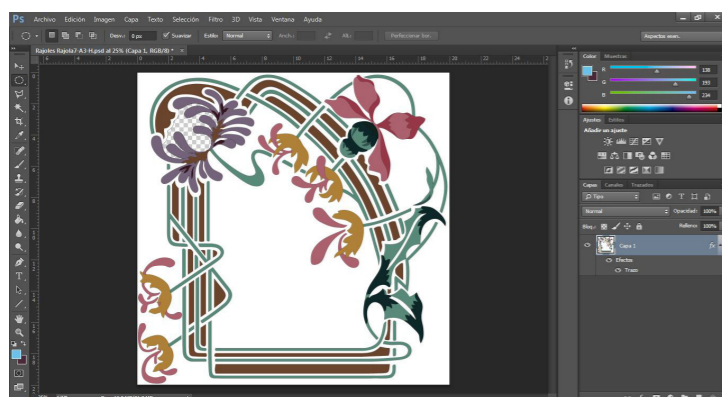 Ps Archivo Edición Imagen Capa Texto Selección Filtro 3D Vista Ventana Ayuda
Desv.: 0 px Suavizar Estilo: Normal Anch.: Alt.: Perfeccionar bor... Aspectos esen.
Rajoles Rajola7-A3-H.psd al 25% (Capa 1, RGB/8) * ×
Color Muestras
R 138
G 193
B 234
Ajustes Estilos
Añadir un ajuste
Capas Canales Trazados
Tipo
Normal Opacidad: 100%
Bloq.: Relleno: 100%
Capa 1 fx
Efectos
Trazo